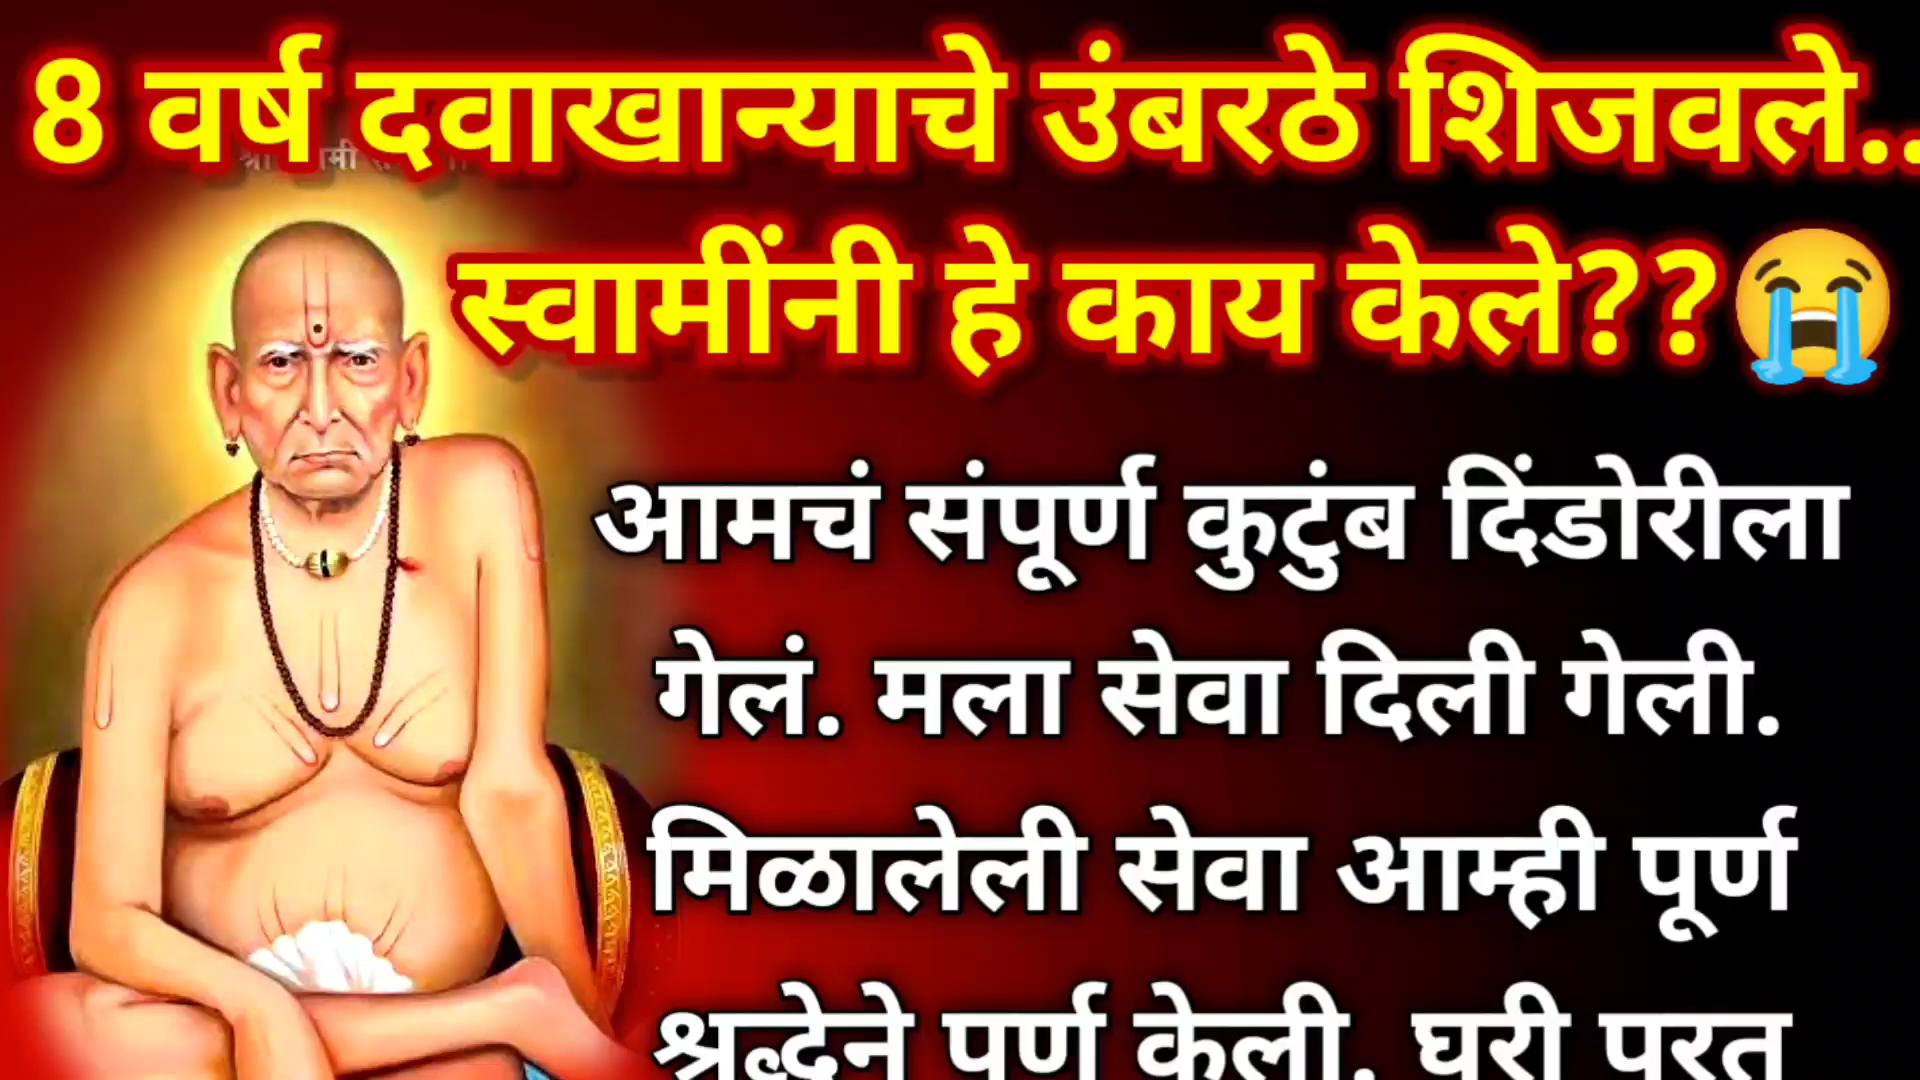 8 वर्ष दवाखान्याचे उंबरठे शिजवले..
स्वामींनी हे काय केले??😭
आमचं संपूर्ण कुटुंब दिंडोरीला
गेलं. मला सेवा दिली गेली.
मिळालेली सेवा आम्ही पूर्ण
श्रद्धेने पूर्ण केली. घरी परत